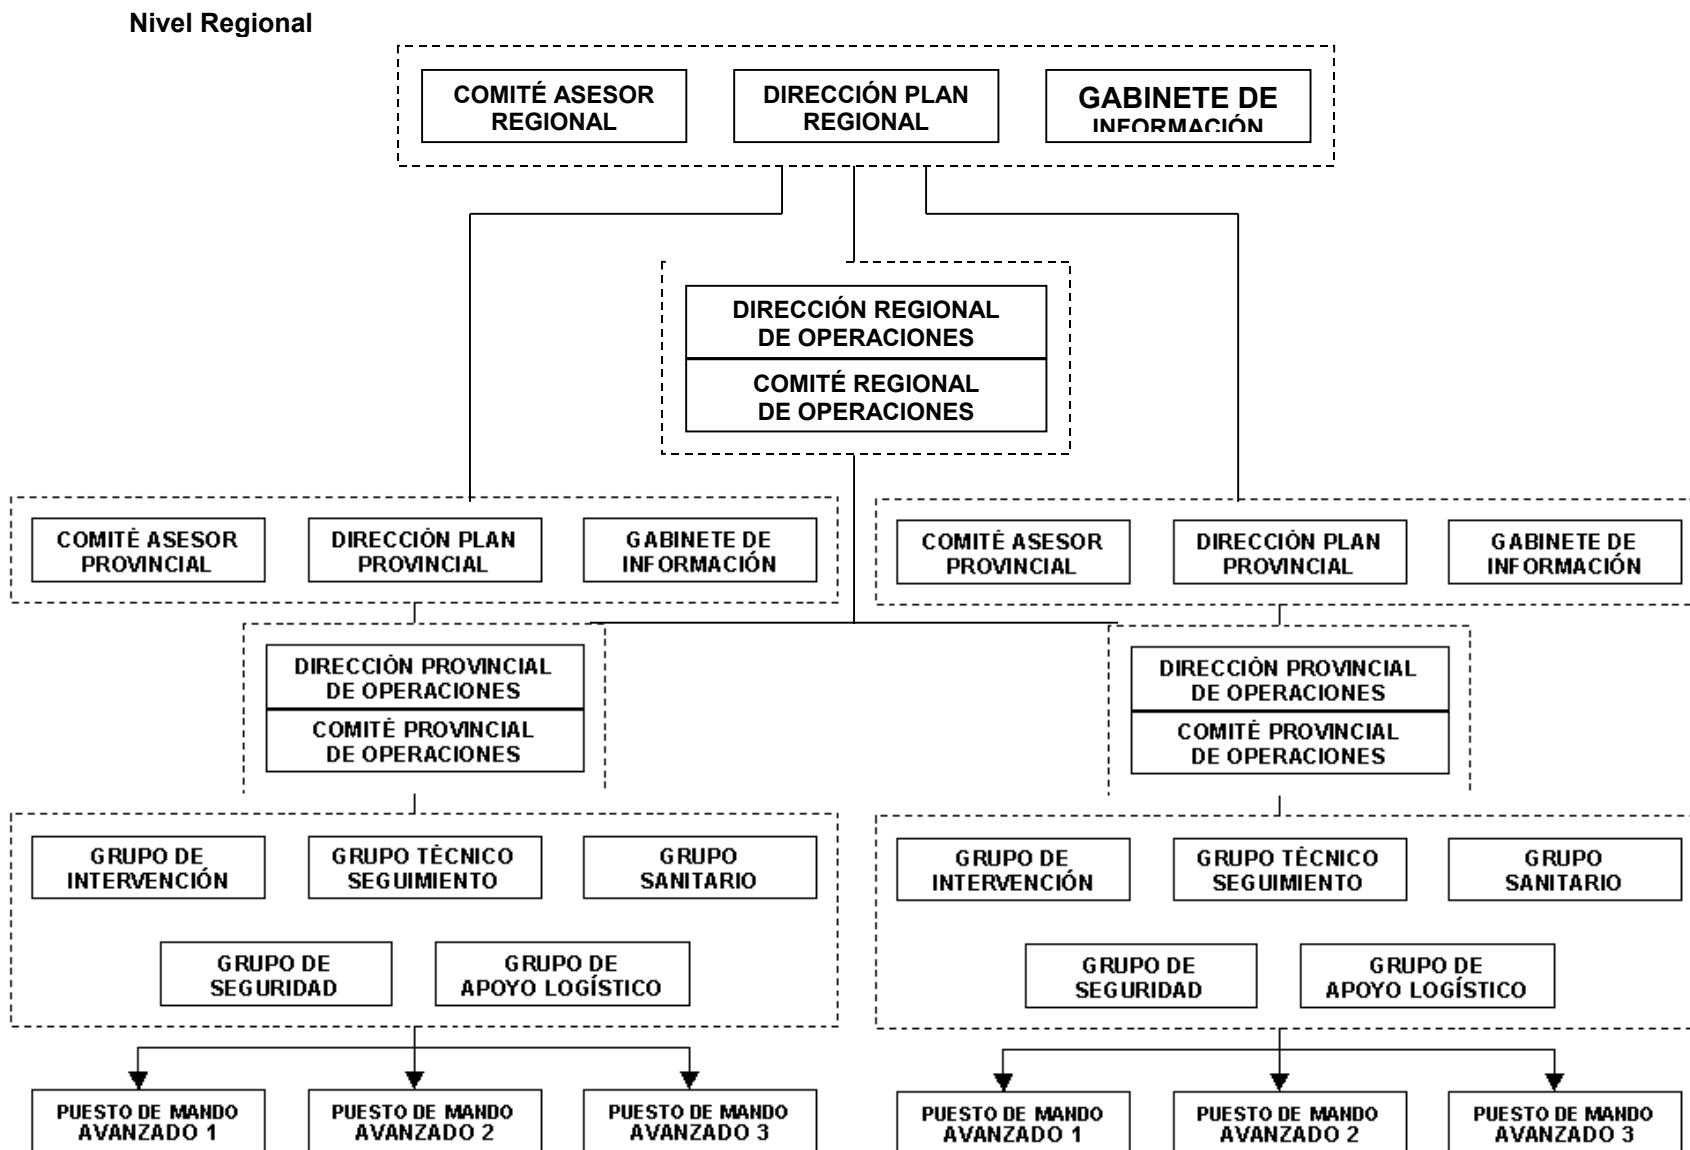 Nivel Regional
COMITÉ ASESOR
REGIONAL
DIRECCIÓN PLAN
REGIONAL
GABINETE DE
INFORMACIÓN
DIRECCIÓN REGIONAL
DE OPERACIONES
COMITÉ REGIONAL
DE OPERACIONES
COMITÉ ASESOR
PROVINCIAL
DIRECCIÓN PLAN
PROVINCIAL
GABINETE DE
INFORMACIÓN
COMITÉ ASESOR
PROVINCIAL
DIRECCIÓN PLAN
PROVINCIAL
GABINETE DE
INFORMACIÓN
DIRECCIÓN PROVINCIAL
DE OPERACIONES
COMITÉ PROVINCIAL
DE OPERACIONES
DIRECCIÓN PROVINCIAL
DE OPERACIONES
COMITÉ PROVINCIAL
DE OPERACIONES
GRUPO DE
INTERVENCIÓN
GRUPO TÉCNICO
SEGUIMIENTO
GRUPO
SANITARIO
GRUPO DE
SEGURIDAD
GRUPO DE
APOYO LOGÍSTICO
GRUPO DE
INTERVENCIÓN
GRUPO TÉCNICO
SEGUIMIENTO
GRUPO
SANITARIO
GRUPO DE
SEGURIDAD
GRUPO DE
APOYO LOGÍSTICO
PUESTO DE MANDO
AVANZADO 1
PUESTO DE MANDO
AVANZADO 2
PUESTO DE MANDO
AVANZADO 3
PUESTO DE MANDO
AVANZADO 1
PUESTO DE MANDO
AVANZADO 2
PUESTO DE MANDO
AVANZADO 3